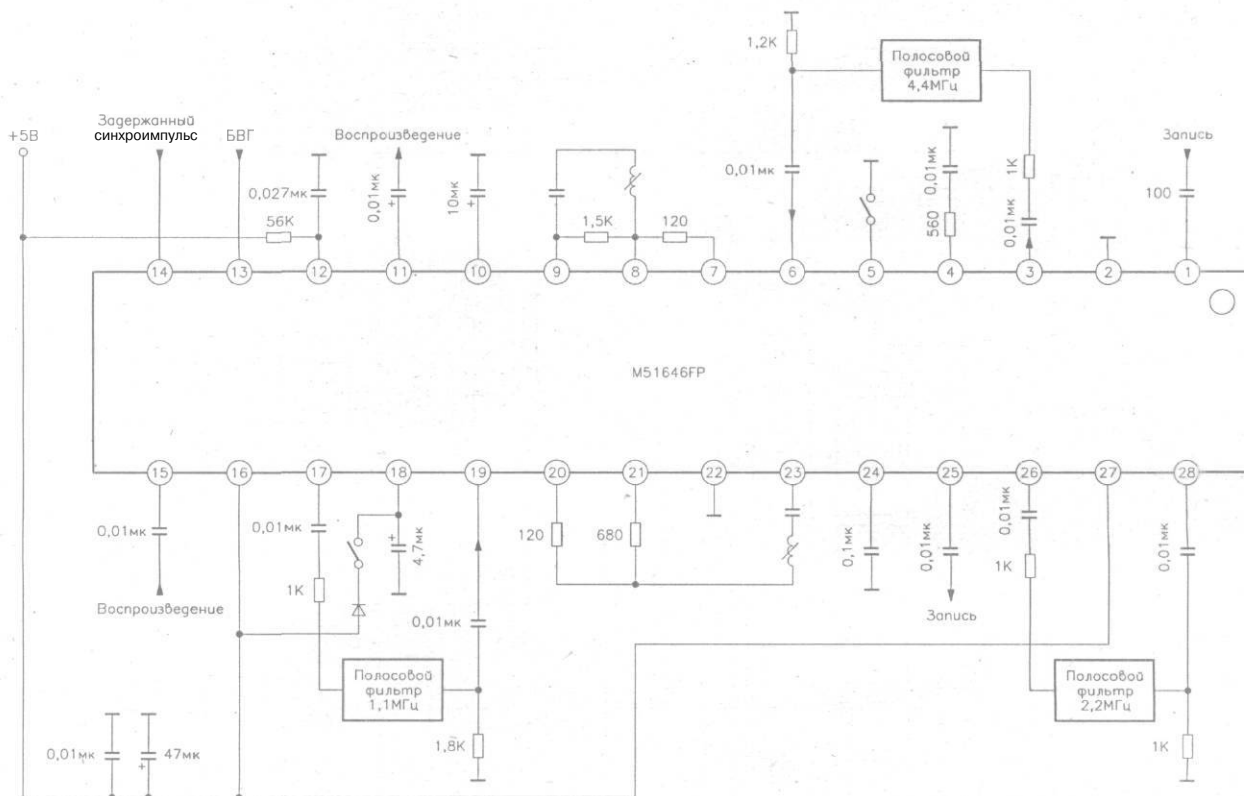 1,2К
Полосовой
фильтр
4,4МГц
+5В
Задержанный
синхроимпульс
БВГ
Воспроизведение
Запись
0,027мк
56К
0,01мк
10мк
1,5К
120
0,01мк
0,01мк
560
1К
0,01мк
100
14
13
12
11
10
9
8
7
6
5
4
3
2
1
M51646FP
15
16
17
18
19
20
21
22
23
24
25
26
27
28
0,01мк
Воспроизведение
0,01мк
1К
4,7мк
0,01мк
120
680
0,1мк
0,01мк
Запись
0,01мк
1К
0,01мк
Полосовой
фильтр
1,1МГц
Полосовой
фильтр
2,2МГц
0,01мк
47мк
1,8К
1К